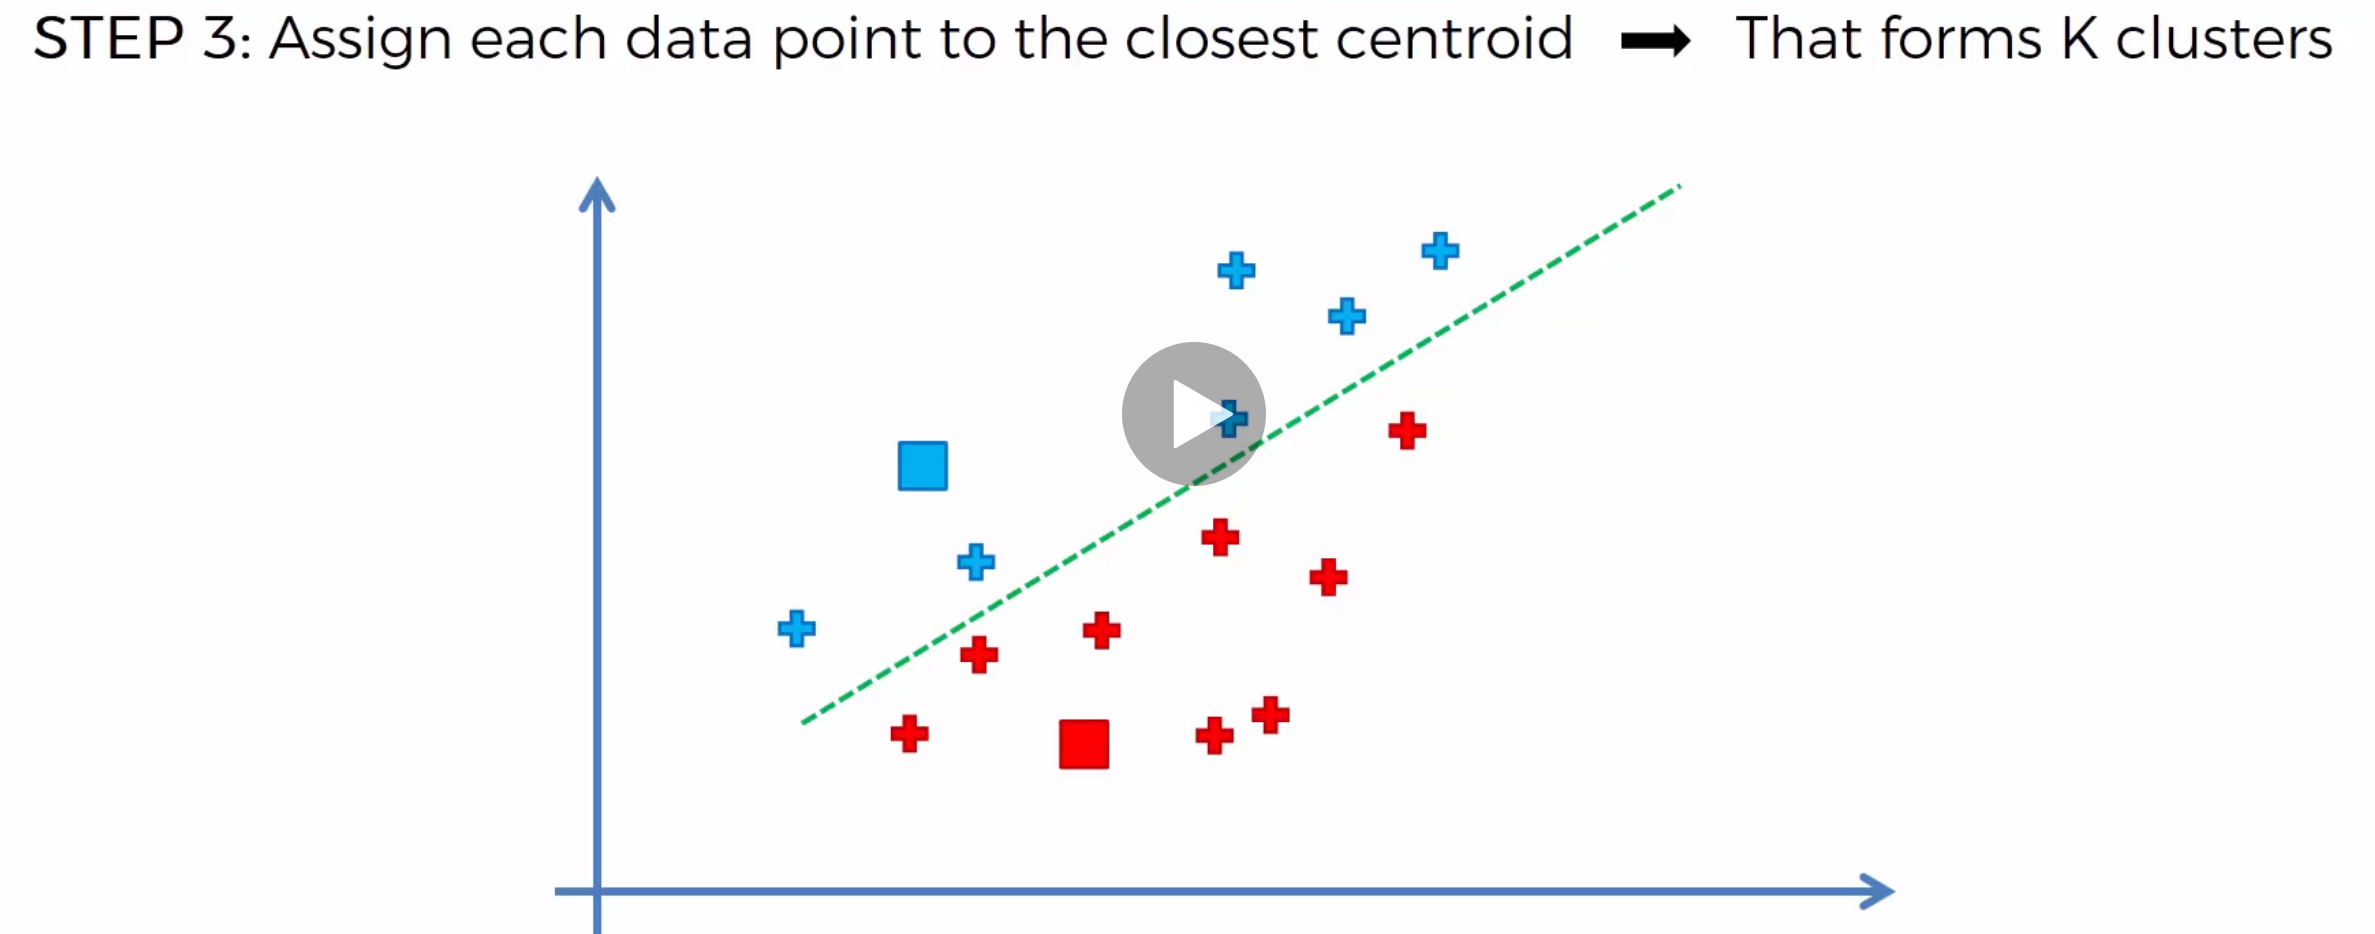 STEP 3: Assign each data point to the closest centroid ➡ That forms K clusters